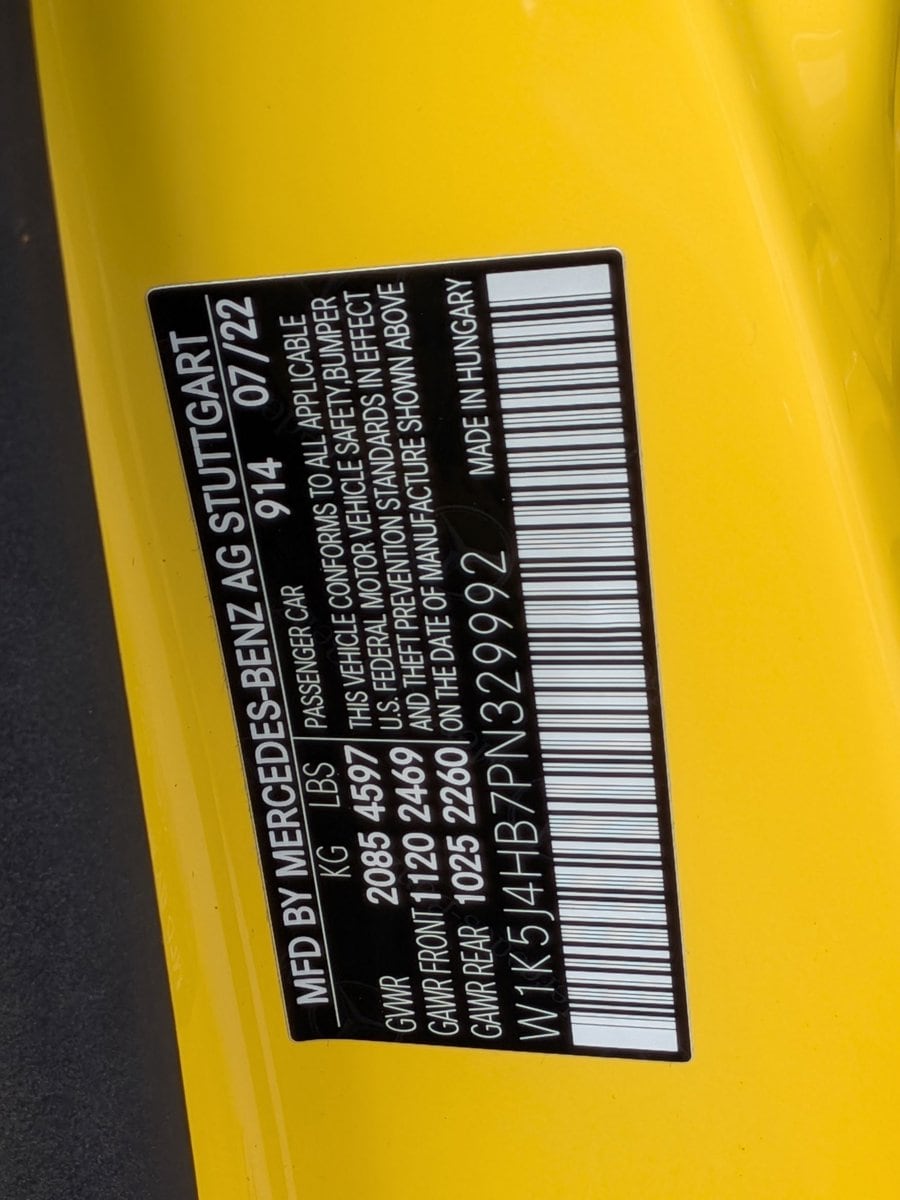 MFD BY MERCEDES-BENZ AG STUTTGART
914 07/22
KG LBS
GVWR 2085 4597
GAWR FRONT 1120 2469
GAWR REAR 1025 2260
PASSENGER CAR
THIS VEHICLE CONFORMS TO ALL APPLICABLE
U.S. FEDERAL MOTOR VEHICLE SAFETY,BUMPER
AND THEFT PREVENTION STANDARDS IN EFFECT
ON THE DATE OF MANUFACTURE SHOWN ABOVE
W1K5J4HB7PN329992 MADE IN HUNGARY